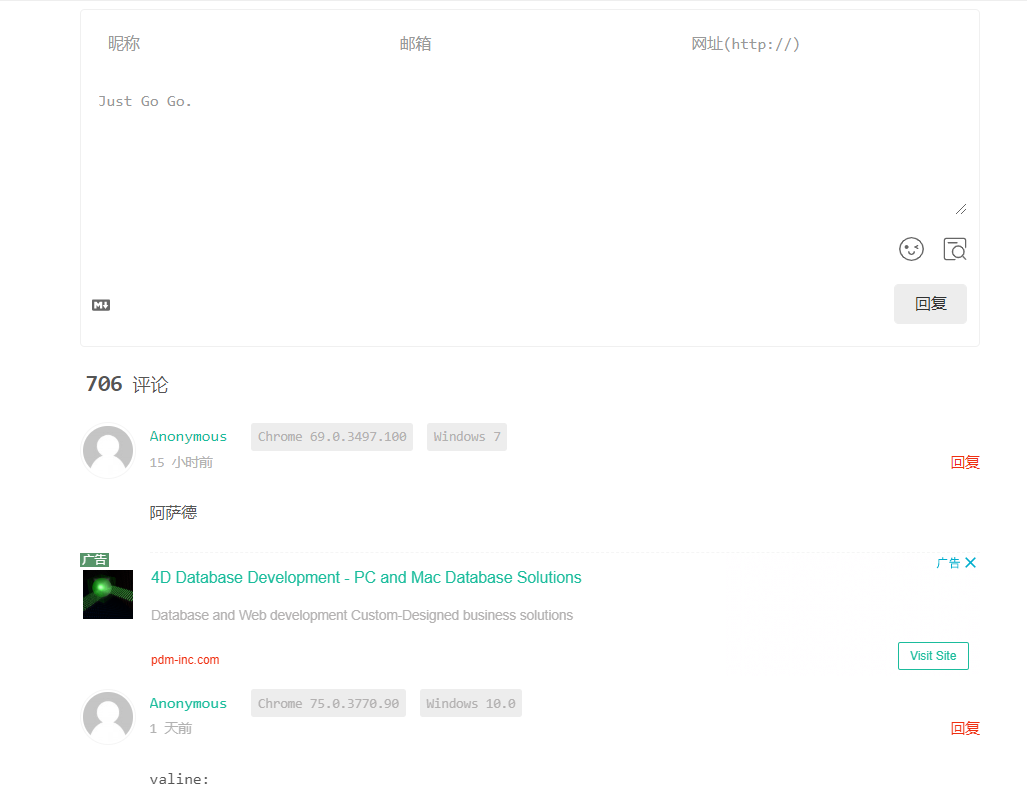 昵称 邮箱 网址(http://)
Just Go Go.
M↓
回复
706 评论
Anonymous Chrome 69.0.3497.100 Windows 7
15 小时前 回复
阿萨德
广告 广告
4D Database Development - PC and Mac Database Solutions
Database and Web development Custom-Designed business solutions
pdm-inc.com Visit Site
Anonymous Chrome 75.0.3770.90 Windows 10.0
1 天前 回复
valine: